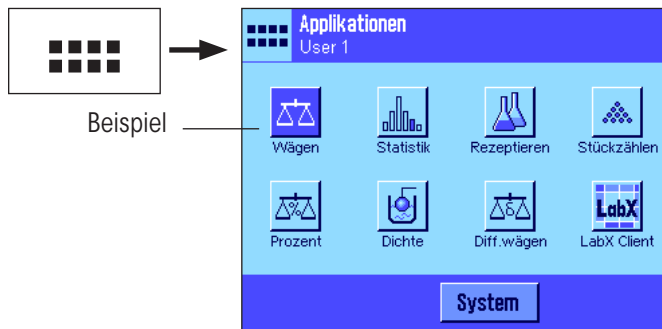 Applikationen
User 1
Beispiel
Wägen Statistik Rezeptieren Stückzählen
LabX
Prozent Dichte Diff.wägen LabX Client
System